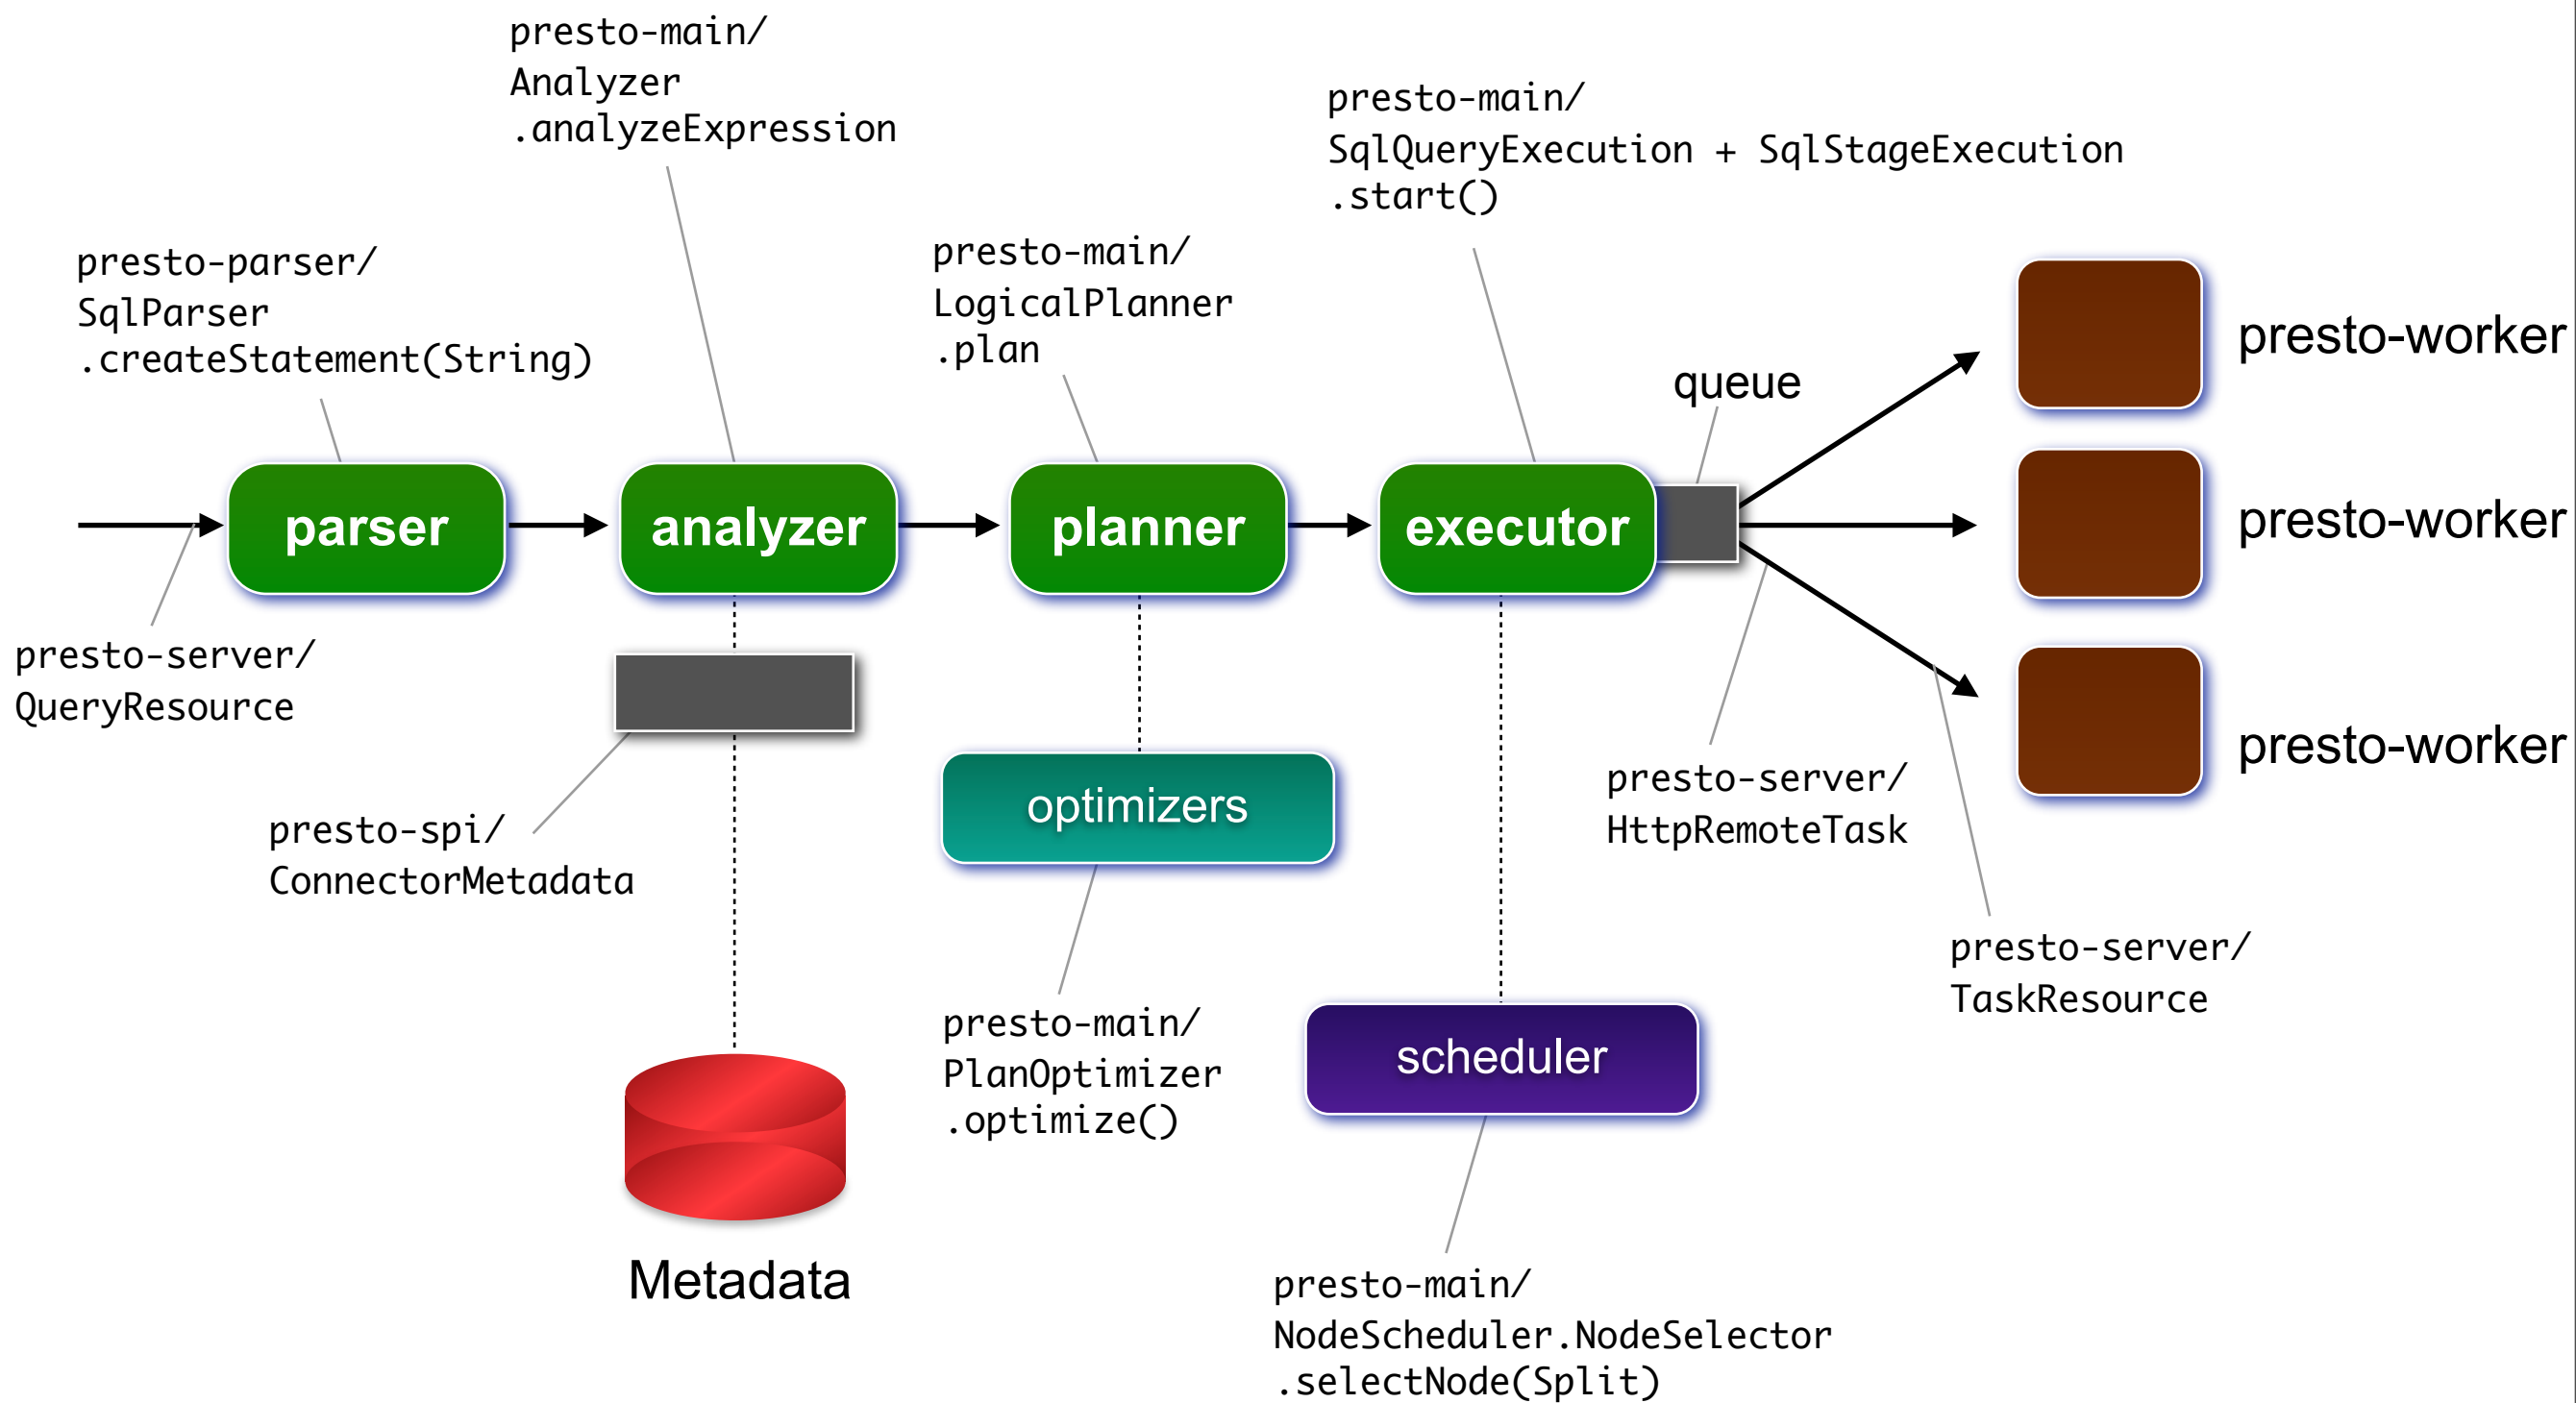 presto-main/
Analyzer
.analyzeExpression
presto-main/
SqlQueryExecution + SqlStageExecution
.start()
presto-parser/
SqlParser
.createStatement(String)
presto-main/
LogicalPlanner
.plan
queue
presto-worker
parser
analyzer
planner
executor
presto-worker
presto-server/
QueryResource
presto-worker
presto-spi/
ConnectorMetadata
optimizers
presto-server/
HttpRemoteTask
presto-server/
TaskResource
presto-main/
PlanOptimizer
.optimize()
scheduler
Metadata
presto-main/
NodeScheduler.NodeSelector
.selectNode(Split)